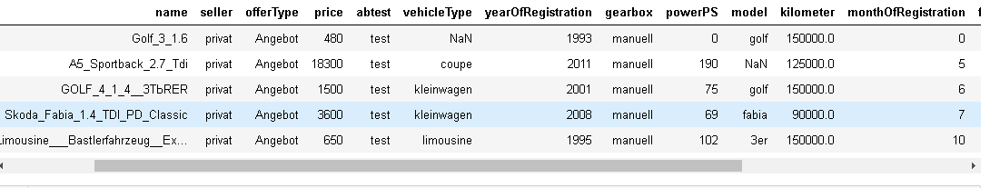 name seller offerType price abtest vehicleType yearOfRegistration gearbox powerPS model kilometer monthOfRegistration
Golf_3_1.6 privat Angebot 480 test NaN 1993 manuell 0 golf 150000.0 0
A5_Sportback_2.7_Tdi privat Angebot 18300 test coupe 2011 manuell 190 NaN 125000.0 5
GOLF_4_1_4__3TЬRER privat Angebot 1500 test kleinwagen 2001 manuell 75 golf 150000.0 6
Skoda_Fabia_1.4_TDI_PD_Classic privat Angebot 3600 test kleinwagen 2008 manuell 69 fabia 90000.0 7
Limousine___Bastlerfahrzeug__Ex... privat Angebot 650 test limousine 1995 manuell 102 3er 150000.0 10